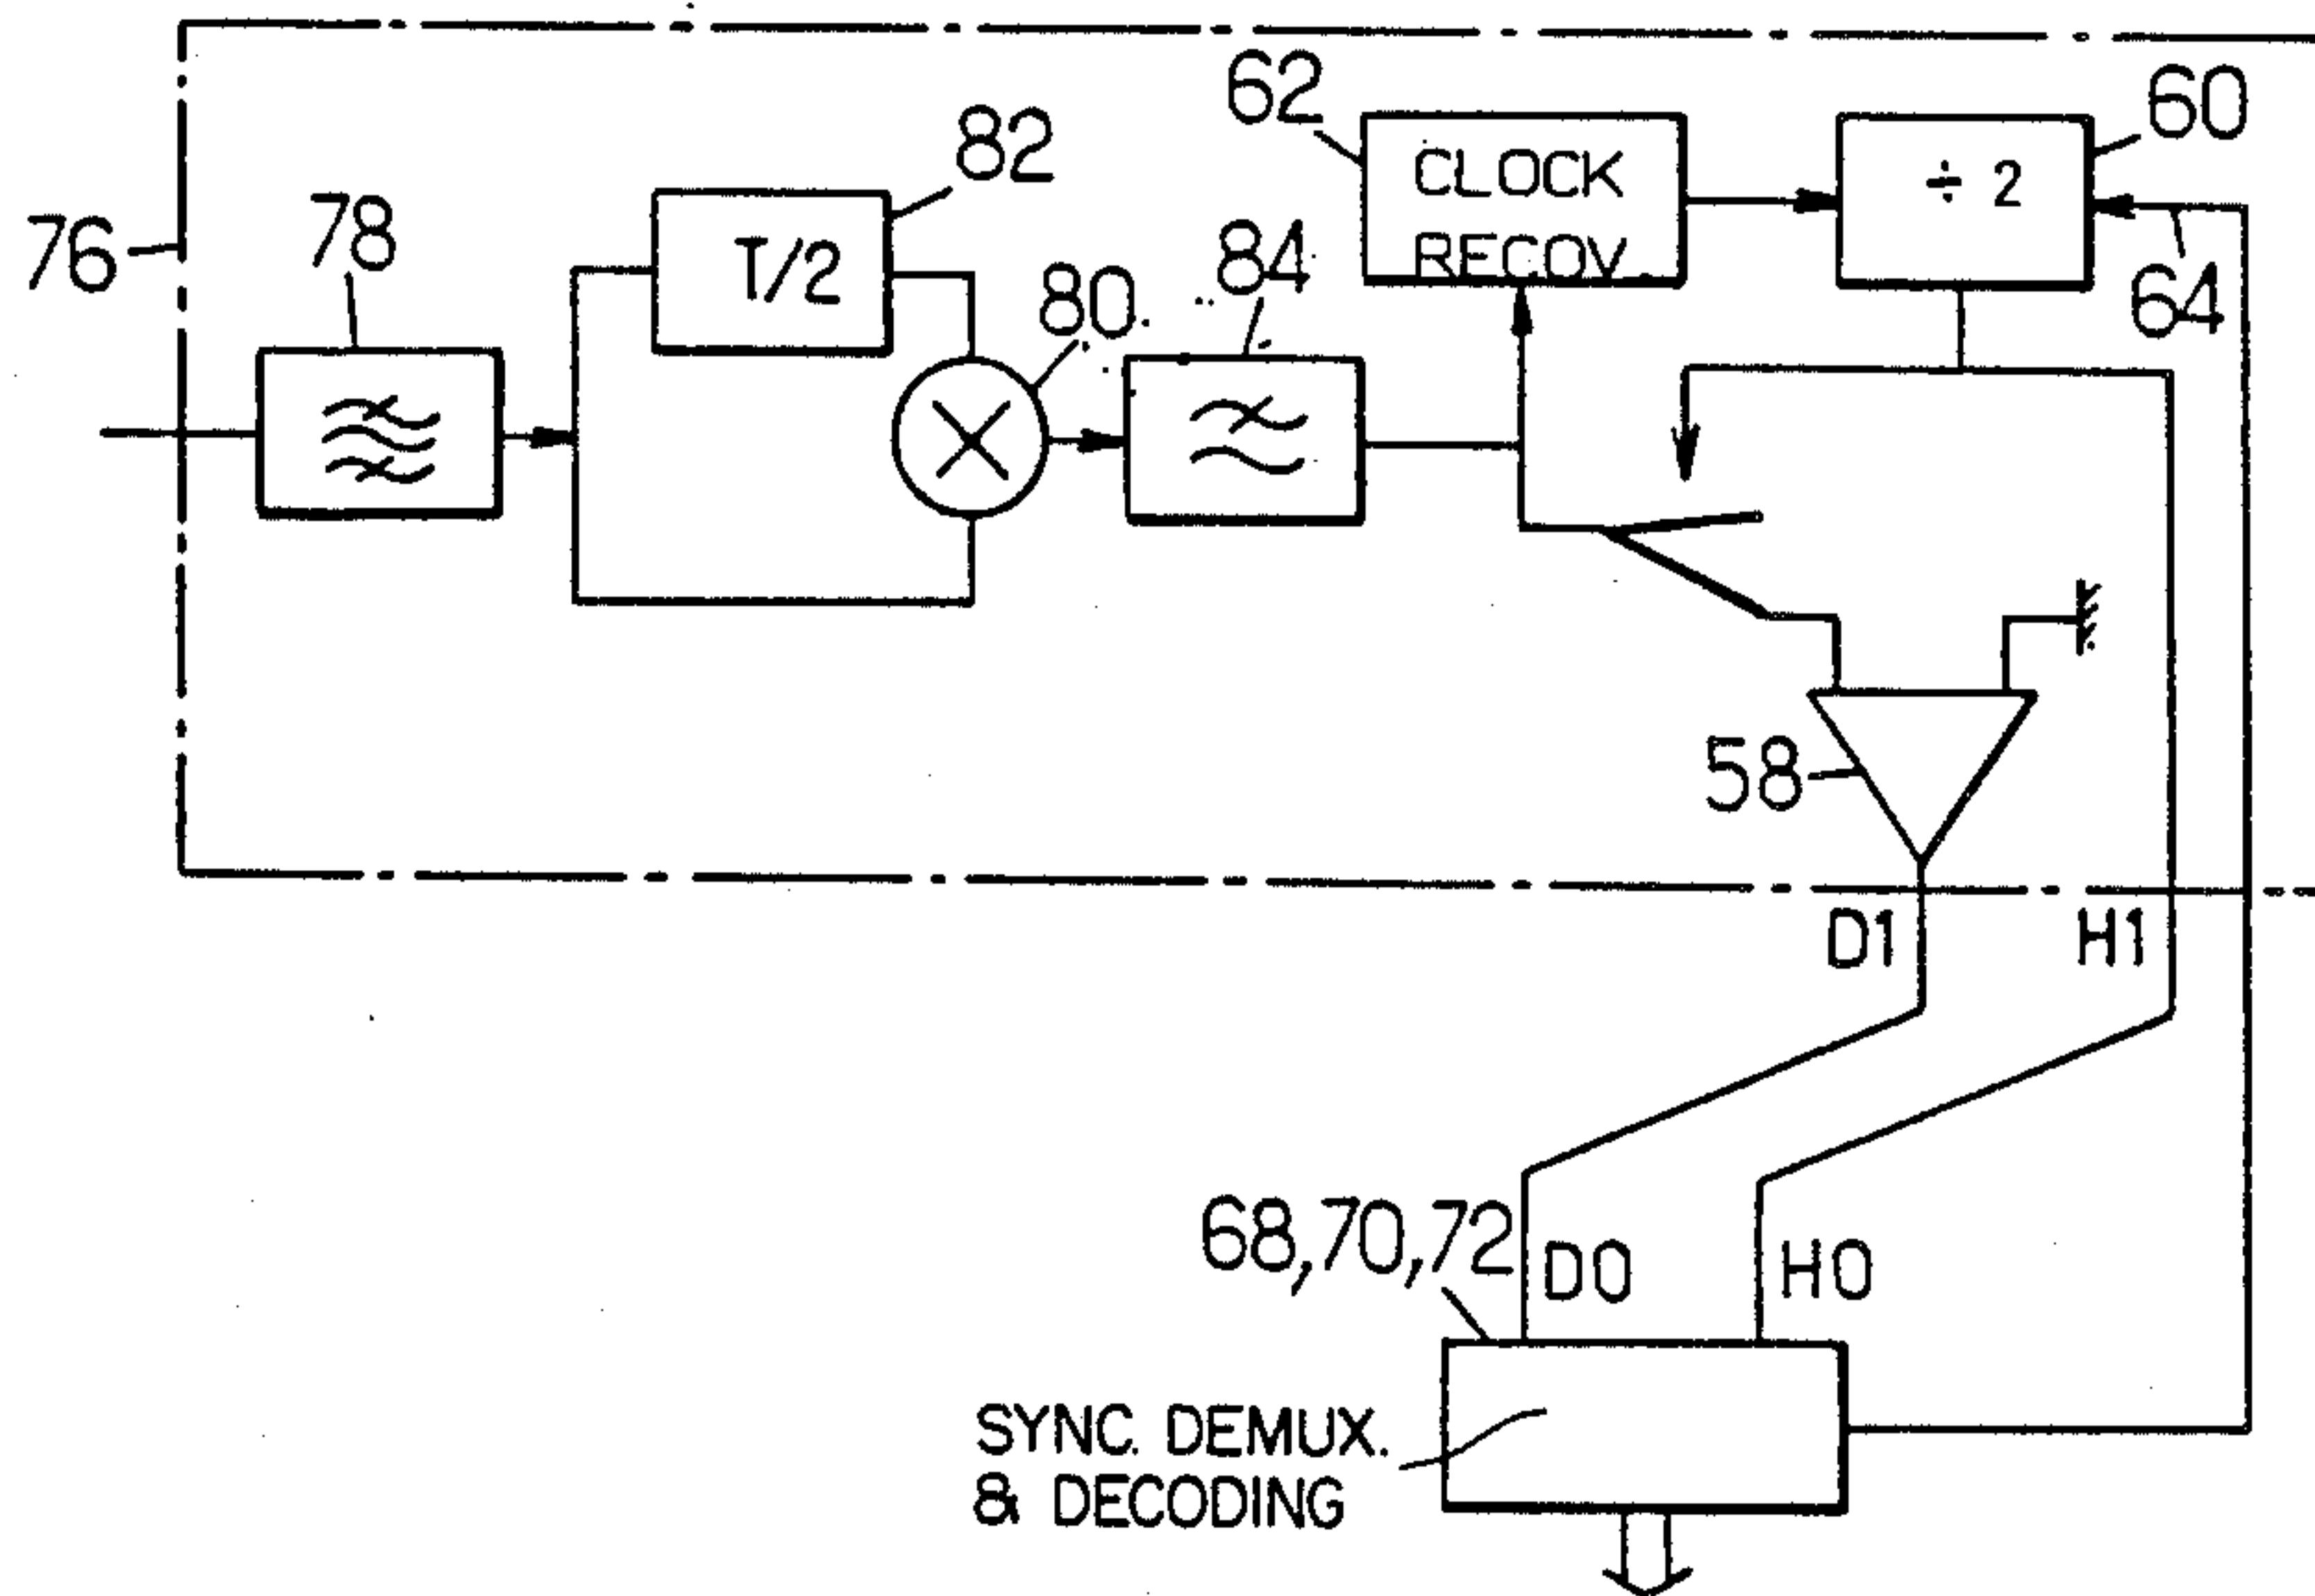 62
60
82
CLOCK
RECOV.
÷ 2
76
78
T/2
84
64
80
58
D1
H1
68,70,72
D0
H0
SYNC. DEMUX.
& DECODING